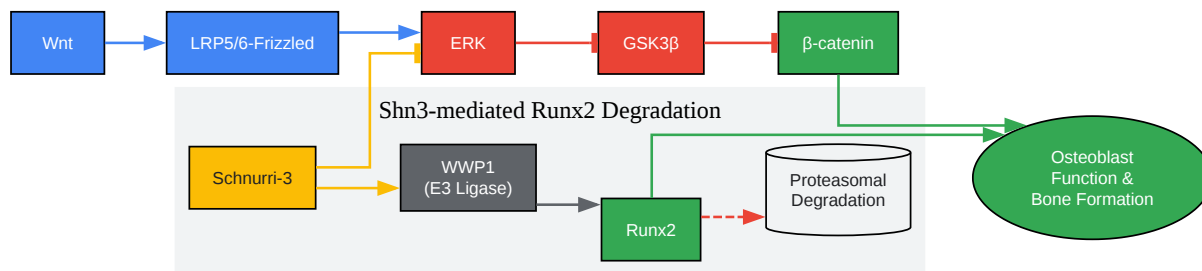 Wnt
LRP5/6-Frizzled
ERK
GSK3β
β-catenin
Shn3-mediated Runx2 Degradation
Schnurri-3
WWP1
(E3 Ligase)
Runx2
Proteasomal
Degradation
Osteoblast
Function &
Bone Formation